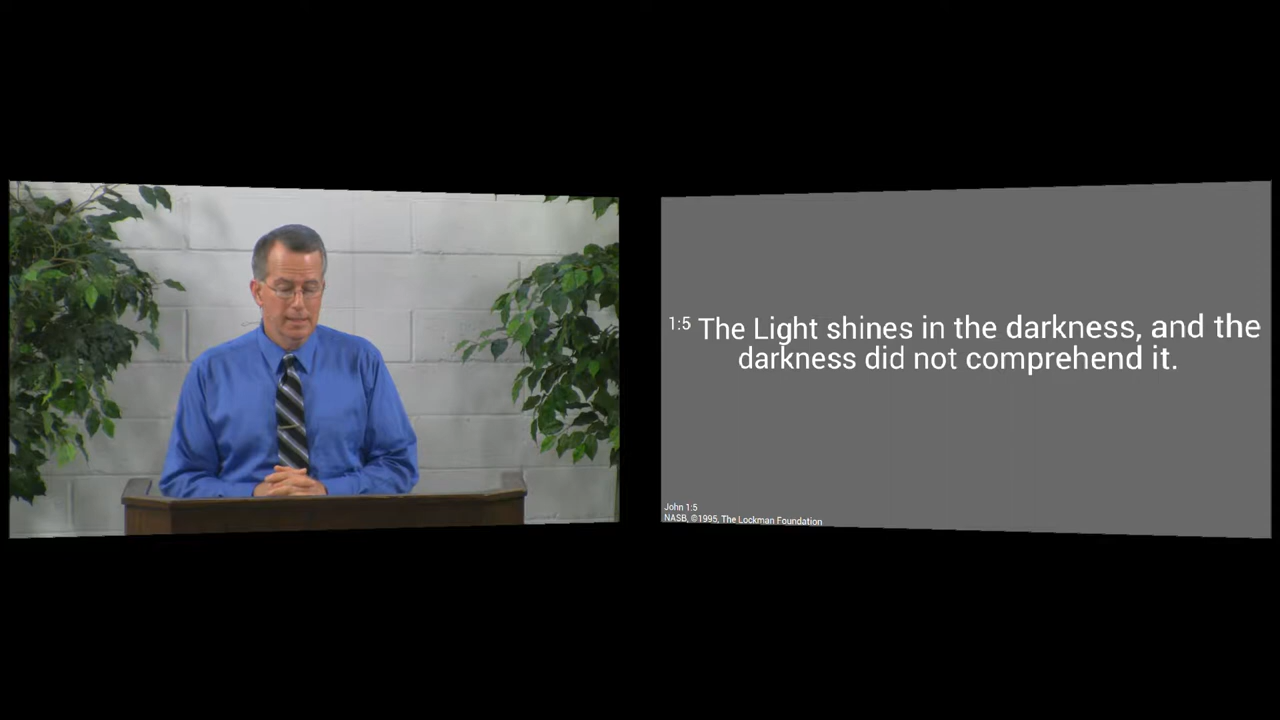 1:5 The Light shines in the darkness, and the
darkness did not comprehend it.
John 1:5
NASB, ©1995, The Lockman Foundation